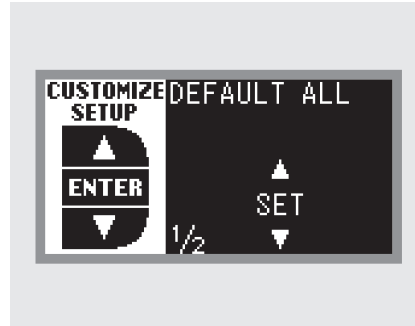 CUSTOMIZE
SETUP
DEFAULT ALL
ENTER
SET
1/2